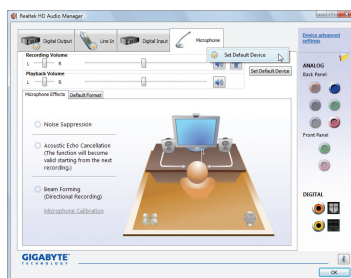 Realtek HD Audio Manager
Digital Output
Line In
Digital Input
Microphone
Device advanced
settings
Set Default Device
Recording Volume
L R
Set Default Device
Playback Volume
L R
ANALOG
Back Panel
Microphone Effects Default Format
Noise Suppression
Acoustic Echo Cancellation
(The function will become
valid starting from the next
recording.)
Front Panel
Beam Forming
(Directional Recording)
Microphone Calibration
DIGITAL
GIGABYTE
TECHNOLOGY
OK